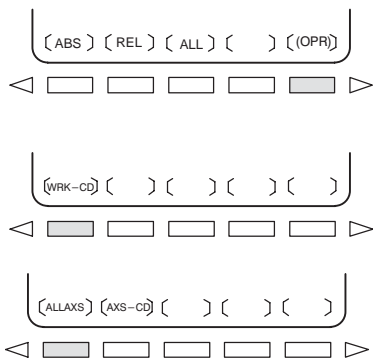 [ABS] [REL] [ALL] [ ] [(OPR)]
[WRK-CD] [ ] [ ] [ ] [ ]
[ALLAXS] [AXS-CD] [ ] [ ] [ ]